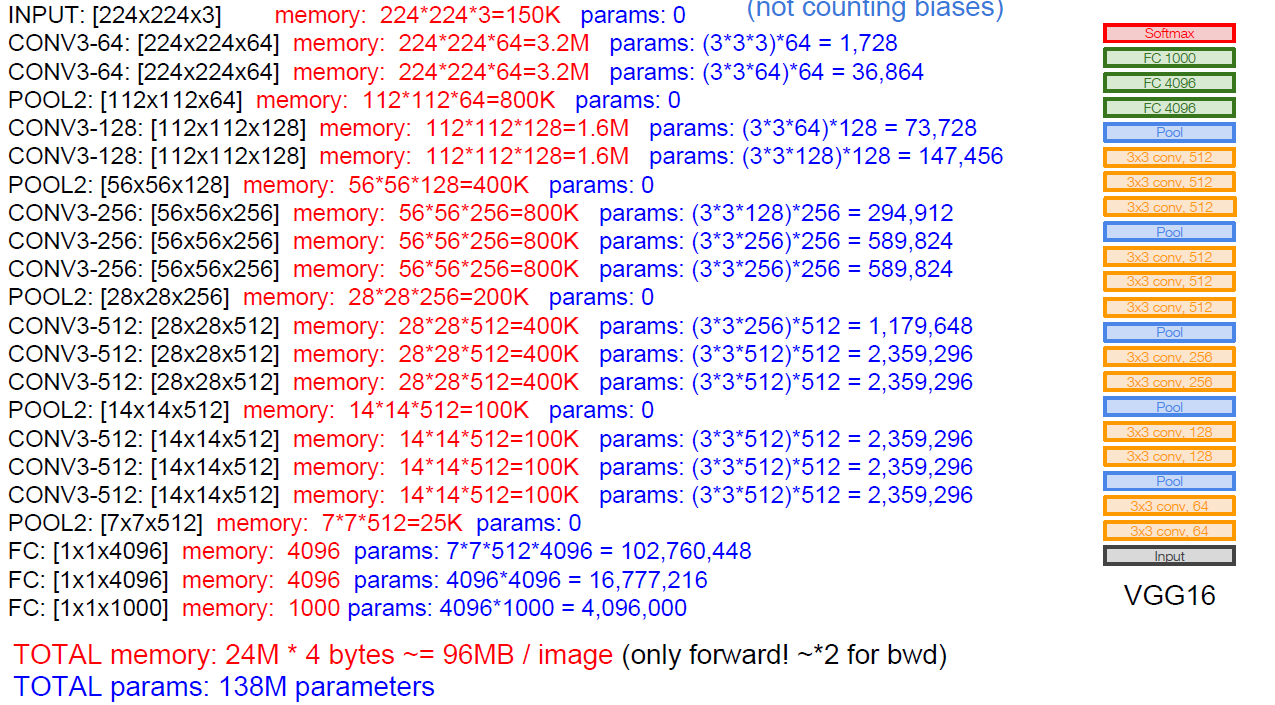 (not counting biases)
INPUT: [224x224x3] memory: 224*224*3=150K params: 0
CONV3-64: [224x224x64] memory: 224*224*64=3.2M params: (3*3*3)*64 = 1,728
CONV3-64: [224x224x64] memory: 224*224*64=3.2M params: (3*3*64)*64 = 36,864
POOL2: [112x112x64] memory: 112*112*64=800K params: 0
CONV3-128: [112x112x128] memory: 112*112*128=1.6M params: (3*3*64)*128 = 73,728
CONV3-128: [112x112x128] memory: 112*112*128=1.6M params: (3*3*128)*128 = 147,456
POOL2: [56x56x128] memory: 56*56*128=400K params: 0
CONV3-256: [56x56x256] memory: 56*56*256=800K params: (3*3*128)*256 = 294,912
CONV3-256: [56x56x256] memory: 56*56*256=800K params: (3*3*256)*256 = 589,824
CONV3-256: [56x56x256] memory: 56*56*256=800K params: (3*3*256)*256 = 589,824
POOL2: [28x28x256] memory: 28*28*256=200K params: 0
CONV3-512: [28x28x512] memory: 28*28*512=400K params: (3*3*256)*512 = 1,179,648
CONV3-512: [28x28x512] memory: 28*28*512=400K params: (3*3*512)*512 = 2,359,296
CONV3-512: [28x28x512] memory: 28*28*512=400K params: (3*3*512)*512 = 2,359,296
POOL2: [14x14x512] memory: 14*14*512=100K params: 0
CONV3-512: [14x14x512] memory: 14*14*512=100K params: (3*3*512)*512 = 2,359,296
CONV3-512: [14x14x512] memory: 14*14*512=100K params: (3*3*512)*512 = 2,359,296
CONV3-512: [14x14x512] memory: 14*14*512=100K params: (3*3*512)*512 = 2,359,296
POOL2: [7x7x512] memory: 7*7*512=25K params: 0
FC: [1x1x4096] memory: 4096 params: 7*7*512*4096 = 102,760,448
FC: [1x1x4096] memory: 4096 params: 4096*4096 = 16,777,216
FC: [1x1x1000] memory: 1000 params: 4096*1000 = 4,096,000
TOTAL memory: 24M * 4 bytes ~= 96MB / image (only forward! ~*2 for bwd)
TOTAL params: 138M parameters
Softmax
FC 1000
FC 4096
FC 4096
Pool
3x3 conv, 512
3x3 conv, 512
3x3 conv, 512
Pool
3x3 conv, 512
3x3 conv, 512
3x3 conv, 512
Pool
3x3 conv, 256
3x3 conv, 256
Pool
3x3 conv, 128
3x3 conv, 128
Pool
3x3 conv, 64
3x3 conv, 64
Input
VGG16